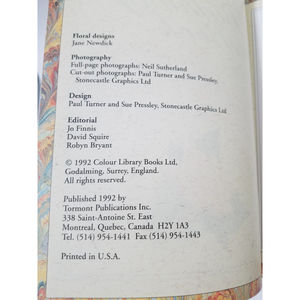 Floral designs
Jane Newdick
Photography
Full-page photographs: Neil Sutherland
Cut-out photographs: Paul Turner and Sue Pressley,
Stonecastle Graphics Ltd
Design
Paul Turner and Sue Pressley, Stonecastle Graphics Ltd
Editorial
Jo Finnis
David Squire
Robyn Bryant
© 1992 Colour Library Books Ltd,
Godalming, Surrey, England.
All rights reserved.
Published 1992 by
Tormont Publications Inc.
338 Saint-Antoine St. East
Montreal, Quebec, Canada H2Y 1A3
Tel. (514) 954-1441 Fax (514) 954-1443
Printed in U.S.A.